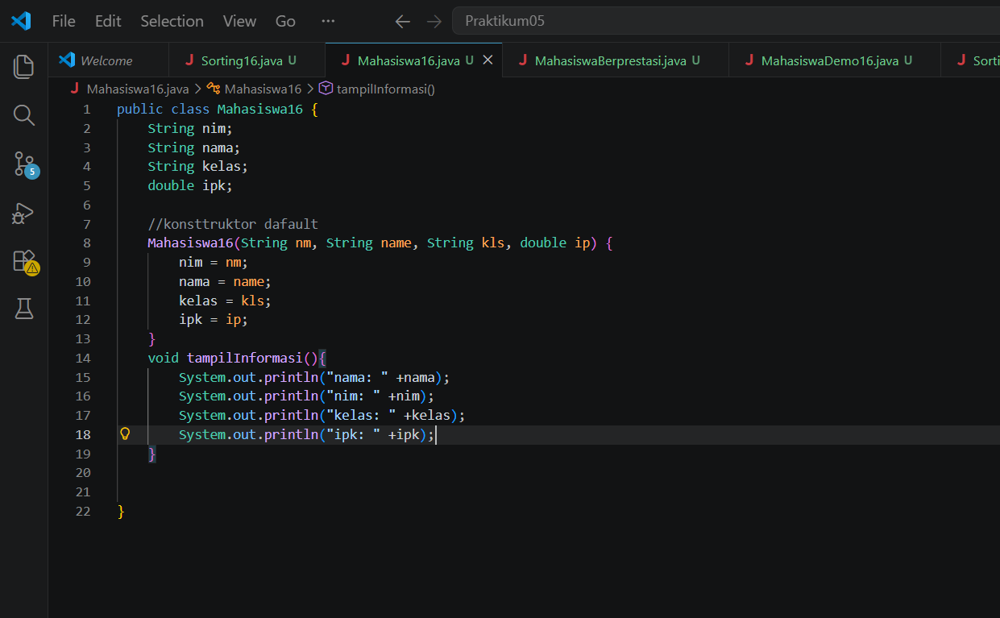 File Edit Selection View Go ··· ← → Praktikum05
Welcome J Sorting16.java U J Mahasiswa16.java U × J MahasiswaBerprestasi.java U J MahasiswaDemo16.java U J Sorti
J Mahasiswa16.java > Mahasiswa16 > tampilInformasi()
1 public class Mahasiswa16 {
2 String nim;
3 String nama;
4 String kelas;
5 double ipk;
6
7 //konsttruktor dafault
8 Mahasiswa16(String nm, String name, String kls, double ip) {
9 nim = nm;
10 nama = name;
11 kelas = kls;
12 ipk = ip;
13 }
14 void tampilInformasi(){
15 System.out.println("nama: " +nama);
16 System.out.println("nim: " +nim);
17 System.out.println("kelas: " +kelas);
18 System.out.println("ipk: " +ipk);
19 }
20
21
22 }
5